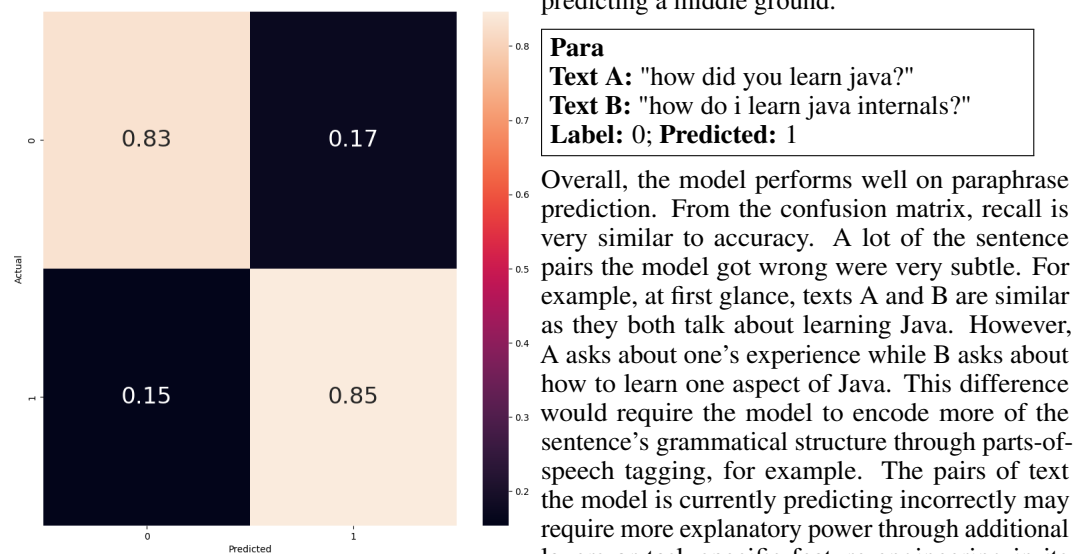 0.83
0.17
0.15
0.85
0
1
Actual
0
1
Predicted
0.8
0.7
0.6
0.5
0.4
0.3
0.2
predicting a middle ground.
Para
Text A: "how did you learn java?"
Text B: "how do i learn java internals?"
Label: 0; Predicted: 1
Overall, the model performs well on paraphrase
prediction. From the confusion matrix, recall is
very similar to accuracy. A lot of the sentence
pairs the model got wrong were very subtle. For
example, at first glance, texts A and B are similar
as they both talk about learning Java. However,
A asks about one's experience while B asks about
how to learn one aspect of Java. This difference
would require the model to encode more of the
sentence's grammatical structure through parts-of-
speech tagging, for example. The pairs of text
the model is currently predicting incorrectly may
require more explanatory power through additional